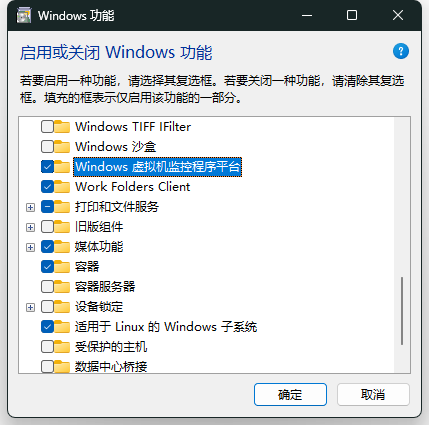 Windows 功能
启用或关闭 Windows 功能
?
若要启用一种功能，请选择其复选框。若要关闭一种功能，请清除其复选
框。填充的框表示仅启用该功能的一部分。
Windows TIFF IFilter
Windows 沙盒
Windows 虚拟机监控程序平台
Work Folders Client
打印和文件服务
旧版组件
媒体功能
容器
容器服务器
设备锁定
适用于 Linux 的 Windows 子系统
受保护的主机
数据中心桥接
确定
取消